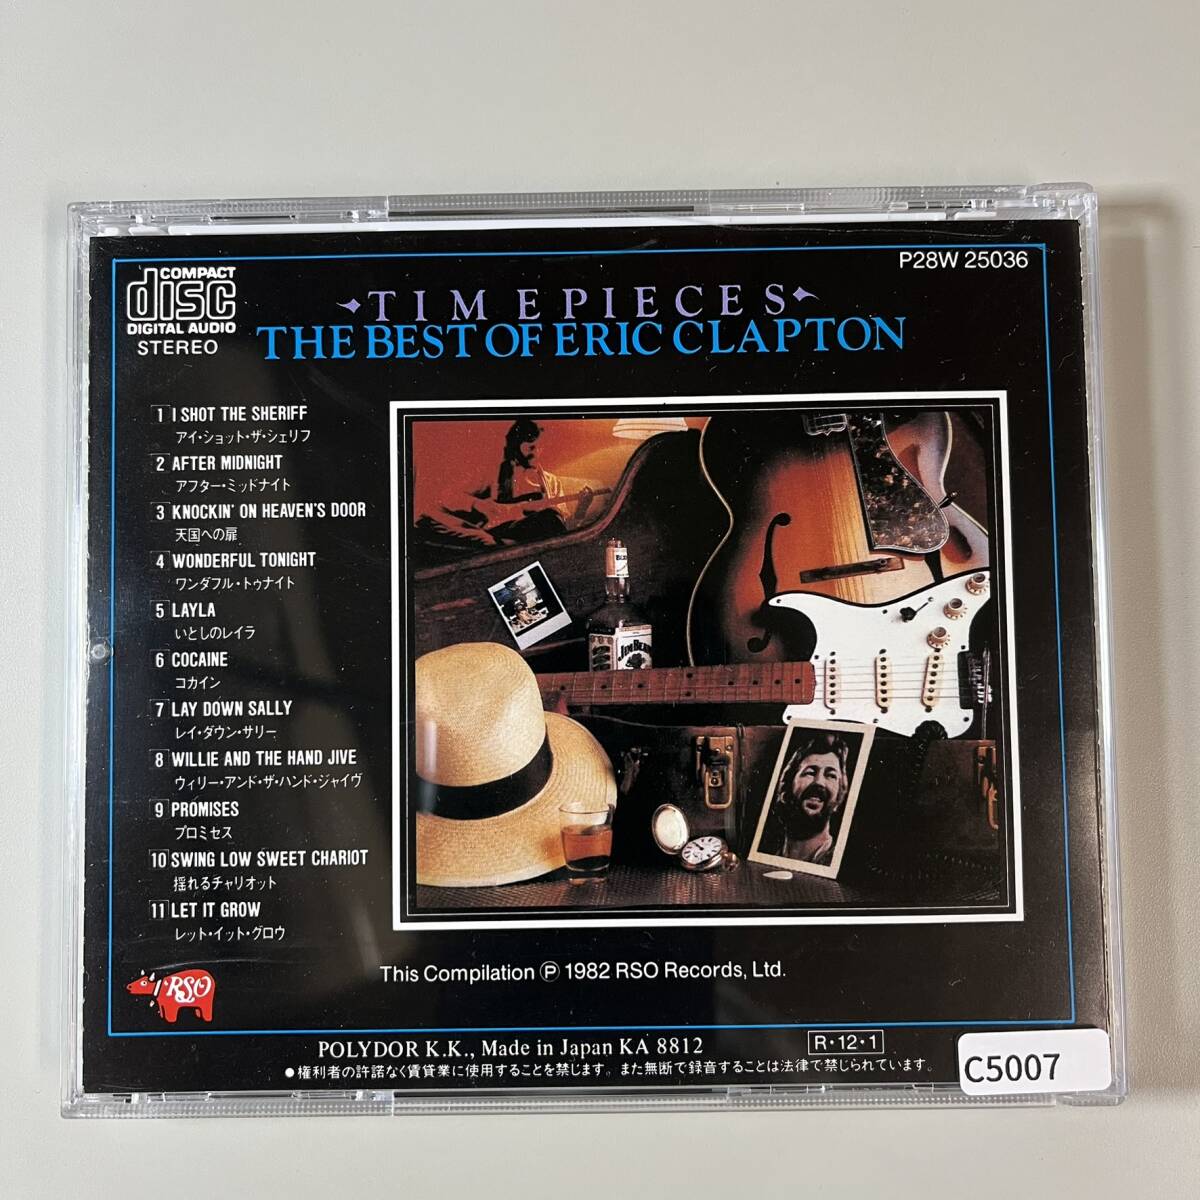 COMPACT
disc
DIGITAL AUDIO
STEREO
P28W 25036
TIMEPIECES
THE BEST OF ERIC CLAPTON
1 I SHOT THE SHERIFF
アイ・ショット・ザ・シェリフ
2 AFTER MIDNIGHT
アフター・ミッドナイト
3 KNOCKIN' ON HEAVEN'S DOOR
天国への扉
4 WONDERFUL TONIGHT
ワンダフル・トゥナイト
5 LAYLA
いとしのレイラ
6 COCAINE
コカイン
7 LAY DOWN SALLY
レイ・ダウン・サリー
8 WILLIE AND THE HAND JIVE
ウィリー・アンド・ザ・ハンド・ジャイヴ
9 PROMISES
プロミセス
10 SWING LOW SWEET CHARIOT
揺れるチャリオット
11 LET IT GROW
レット・イット・グロウ
JIM BEAM
RSO
This Compilation Ⓟ 1982 RSO Records, Ltd.
POLYDOR K.K., Made in Japan KA 8812
R・12・1
●権利者の許諾なく賃貸業に使用することを禁じます。また無断で録音することは法律で禁じられています。
C5007